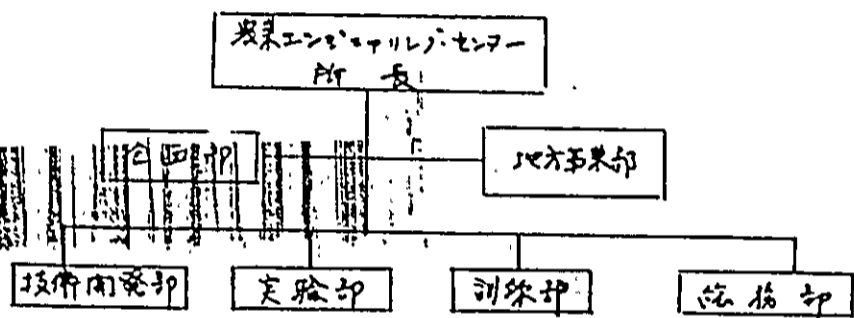 農業エンジニアリング・センター
所長
企画部
地方事業部
技術開発部
実験部
訓練部
総務部